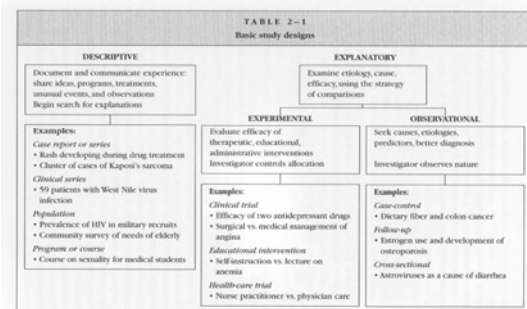 TABLE 2–1
Basic study designs
DESCRIPTIVE
Document and communicate experience:
share ideas, programs, treatments,
unusual events, and observations
Begin search for explanations
Examples:
Case report or series
• Rash developing during drug treatment
• Cluster of cases of Kaposi's sarcoma
Clinical series
• 59 patients with West Nile virus
infection
Population
• Prevalence of HIV in military recruits
• Community survey of needs of elderly
Program or course
• Course on sexuality for medical students
EXPLANATORY
Examine etiology, cause,
efficacy, using the strategy
of comparisons
EXPERIMENTAL
Evaluate efficacy of
therapeutic, educational,
administrative interventions
Investigator controls allocation
Examples:
Clinical trial
• Efficacy of two antidepressant drugs
• Surgical vs. medical management of
angina
Educational intervention
• Self-instruction vs. lecture on
anemia
Health-care trial
• Nurse practitioner vs. physician care
OBSERVATIONAL
Seek causes, etiologies,
predictors, better diagnosis
Investigator observes nature
Examples:
Case-control
• Dietary fiber and colon cancer
Follow-up
• Estrogen use and development of
osteoporosis
Cross-sectional
• Astroviruses as a cause of diarrhea